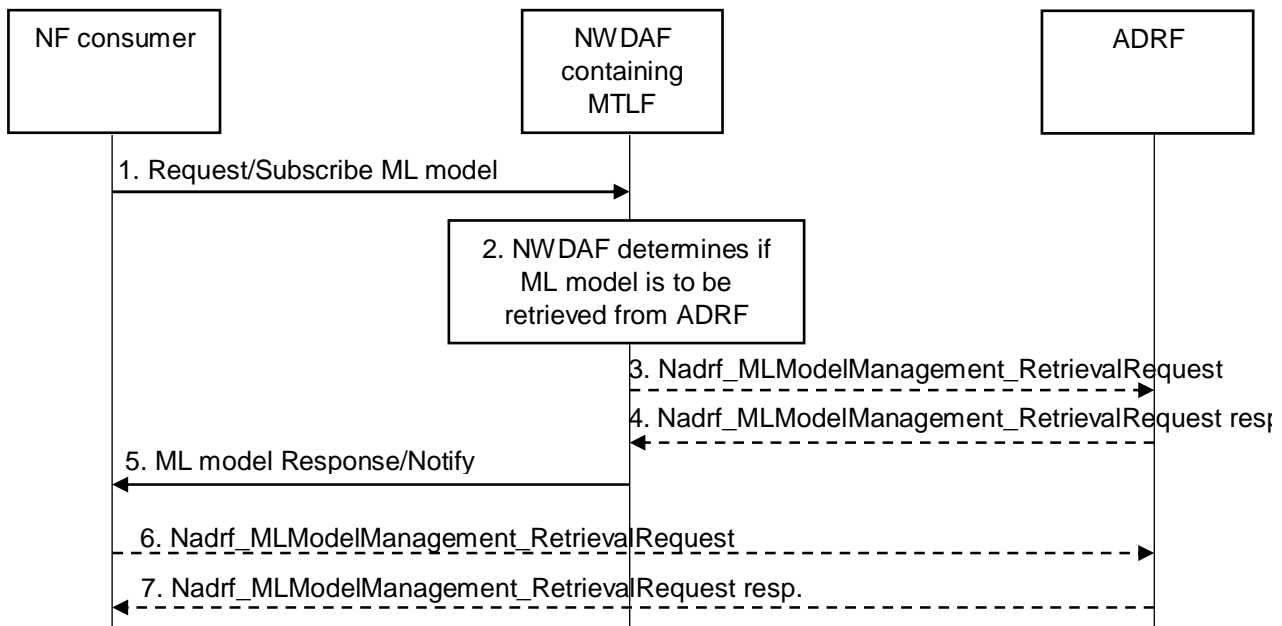 NF consumer
NWDAF
containing
MTLF
ADRF
1. Request/Subscribe ML model
2. NWDAF determines if
ML model is to be
retrieved from ADRF
3. Nadrf_MLModelManagement_RetrievalRequest
4. Nadrf_MLModelManagement_RetrievalRequest resp
5. ML model Response/Notify
6. Nadrf_MLModelManagement_RetrievalRequest
7. Nadrf_MLModelManagement_RetrievalRequest resp.